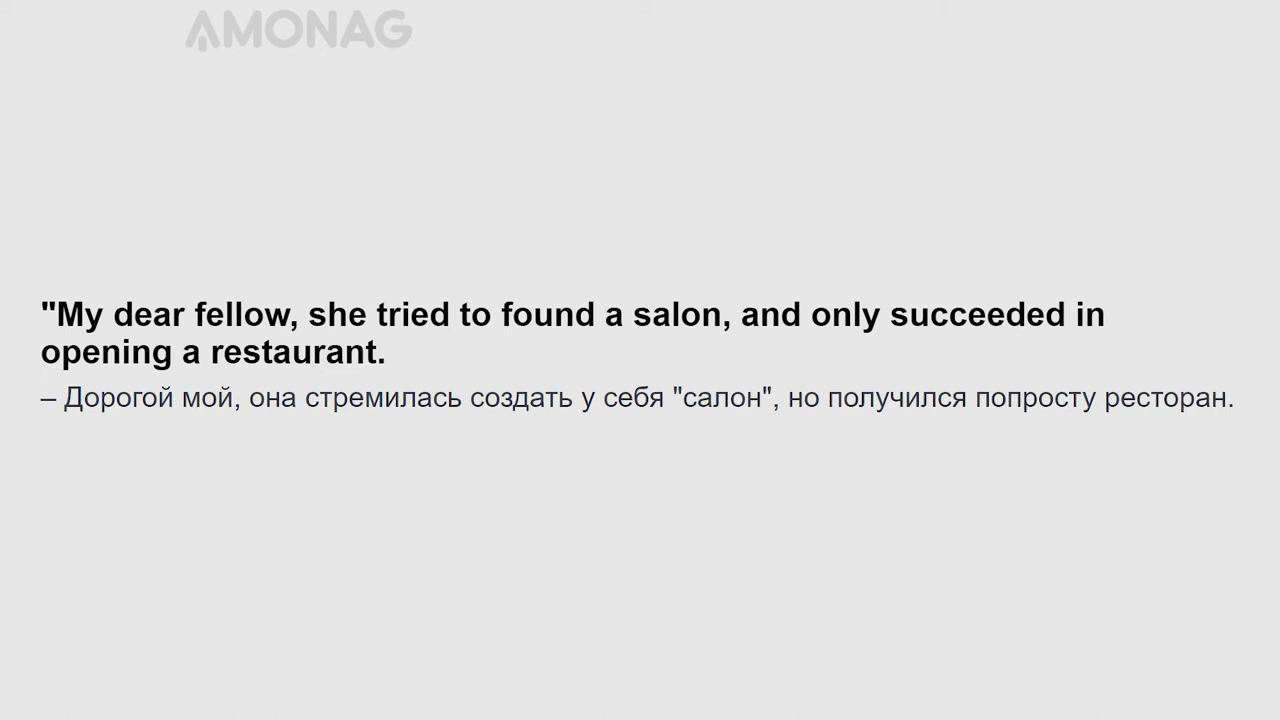 AMONAG
"My dear fellow, she tried to found a salon, and only succeeded in
opening a restaurant.
– Дорогой мой, она стремилась создать у себя "салон", но получился попросту ресторан.